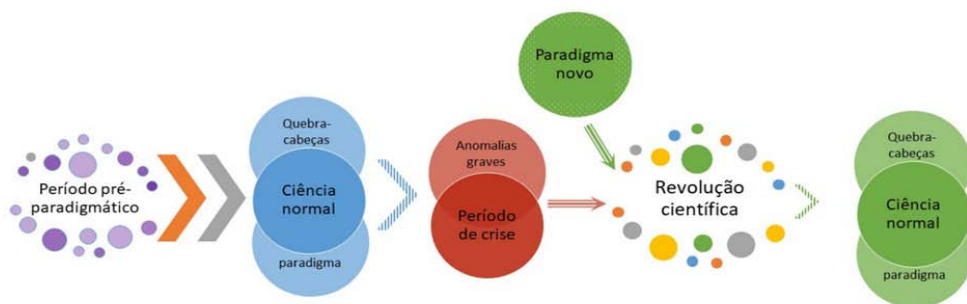 Período pré-
paradigmático
Quebra-
cabeças
Ciência
normal
paradigma
Anomalias
graves
Período
de crise
Paradigma
novo
Revolução
científica
Quebra-
cabeças
Ciência
normal
paradigma